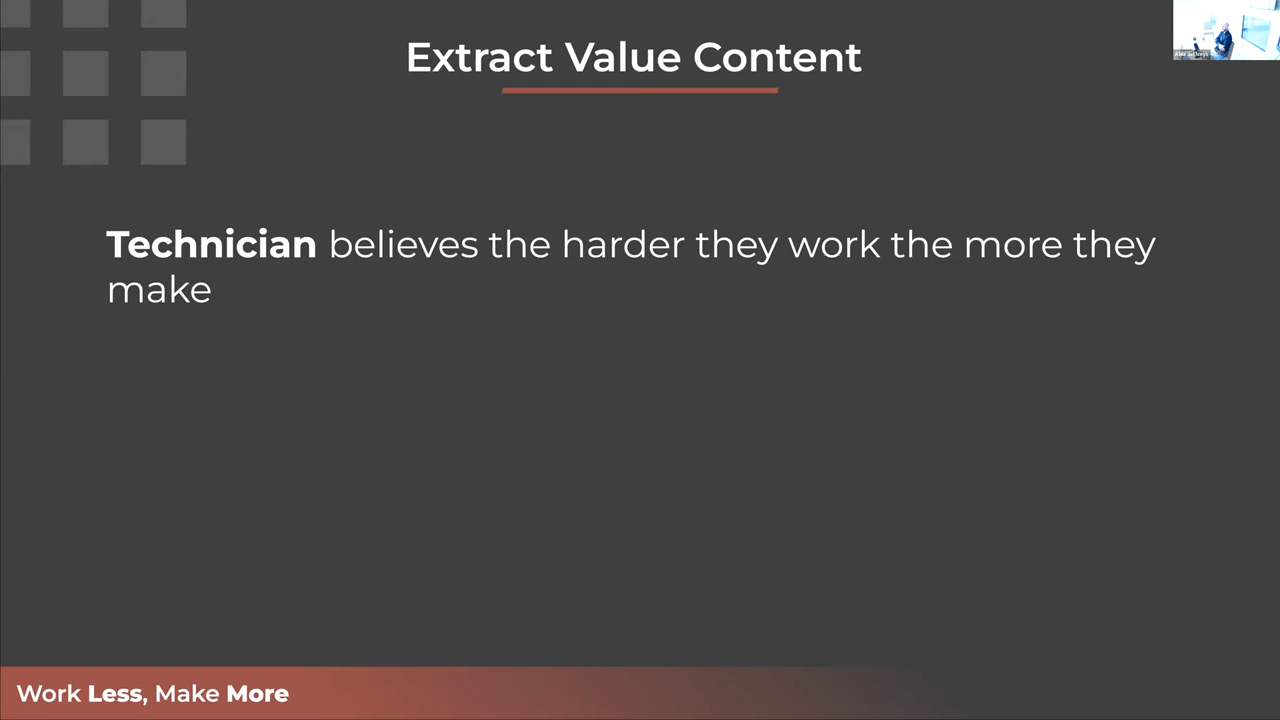 Extract Value Content
Technician believes the harder they work the more they
make
Work Less, Make More